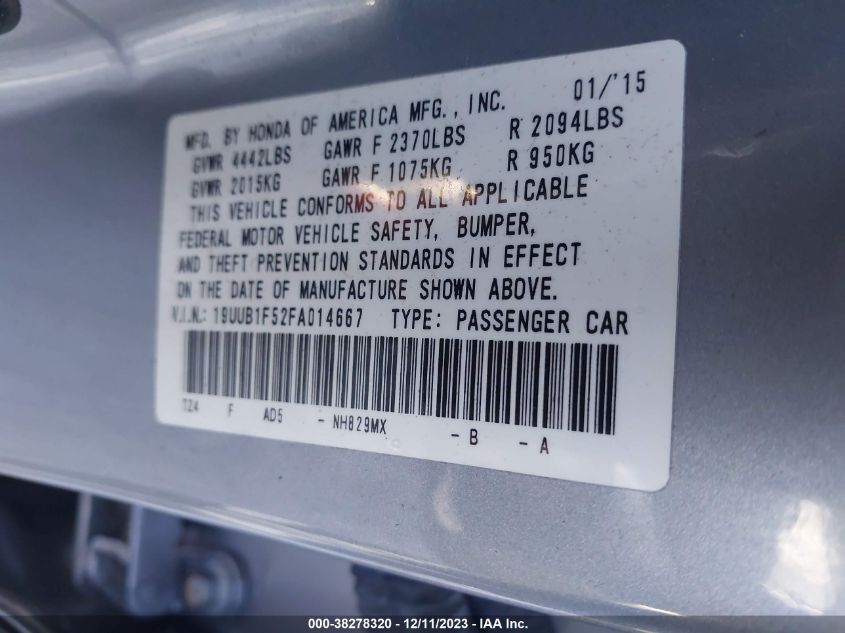 MFD. BY HONDA OF AMERICA MFG., INC. 01/'15
GVWR 4442LBS GAWR F 2370LBS R 2094LBS
GVWR 2015KG GAWR F 1075KG R 950KG
THIS VEHICLE CONFORMS TO ALL APPLICABLE
FEDERAL MOTOR VEHICLE SAFETY, BUMPER,
AND THEFT PREVENTION STANDARDS IN EFFECT
ON THE DATE OF MANUFACTURE SHOWN ABOVE.
V.I.N.: 19UUB1F52FA014667 TYPE: PASSENGER CAR
T24 F AD5 - NH829MX - B - A
000-38278320 - 12/11/2023 - IAA Inc.